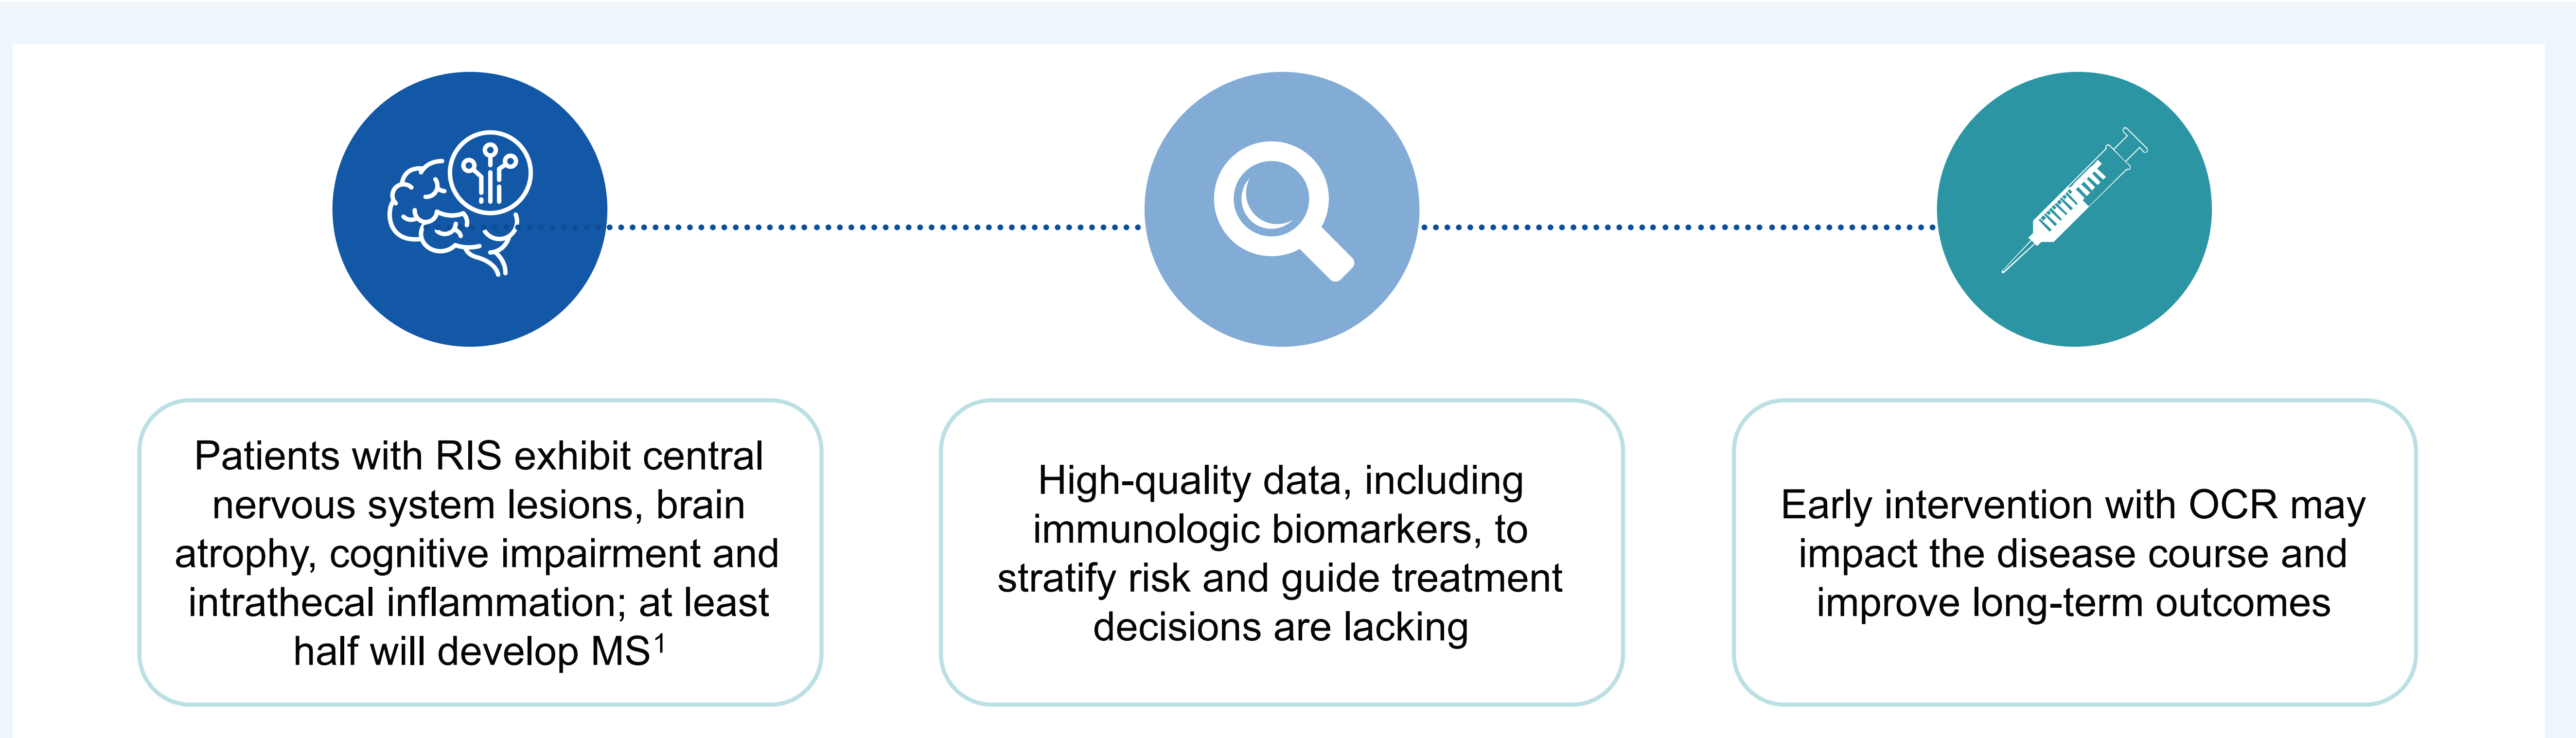 Patients with RIS exhibit central
nervous system lesions, brain
atrophy, cognitive impairment and
intrathecal inflammation; at least
half will develop MS¹
High-quality data, including
immunologic biomarkers, to
stratify risk and guide treatment
decisions are lacking
Early intervention with OCR may
impact the disease course and
improve long-term outcomes